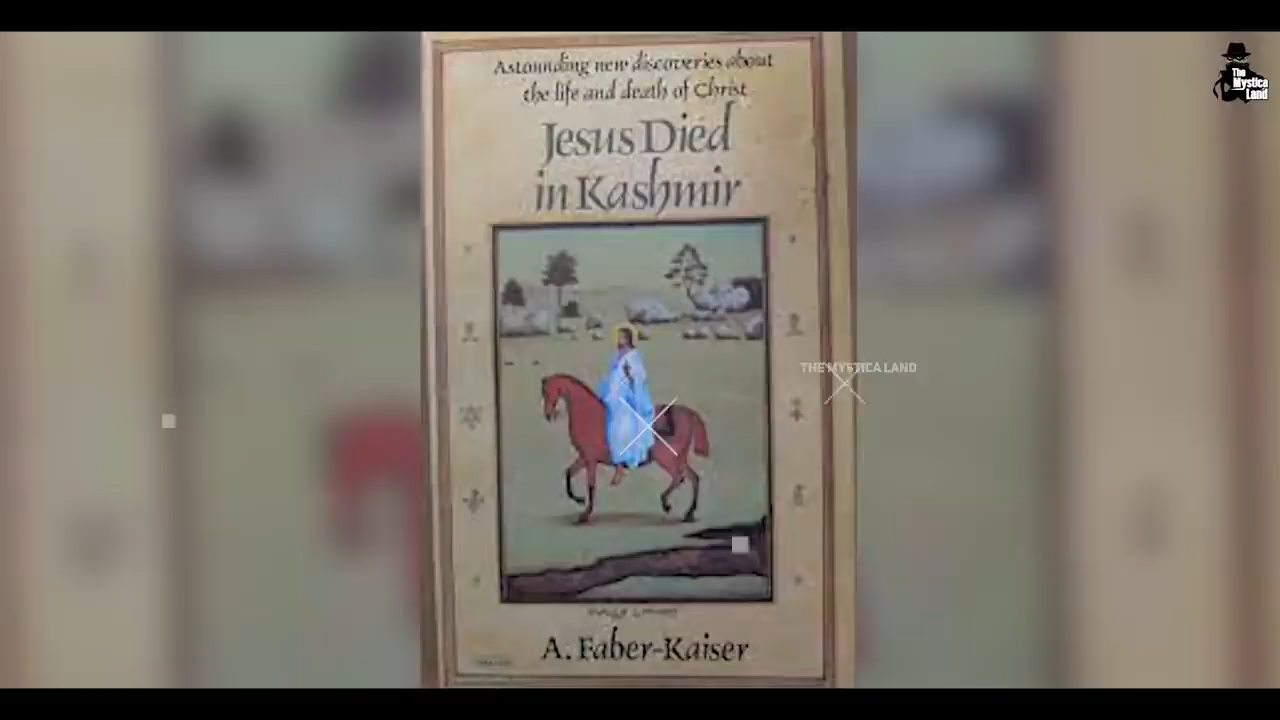 Astounding new discoveries about
the life and death of Christ
Jesus Died
in Kashmir
A. Faber-Kaiser
The
Mystica
Land
THE MYSTICA LAND